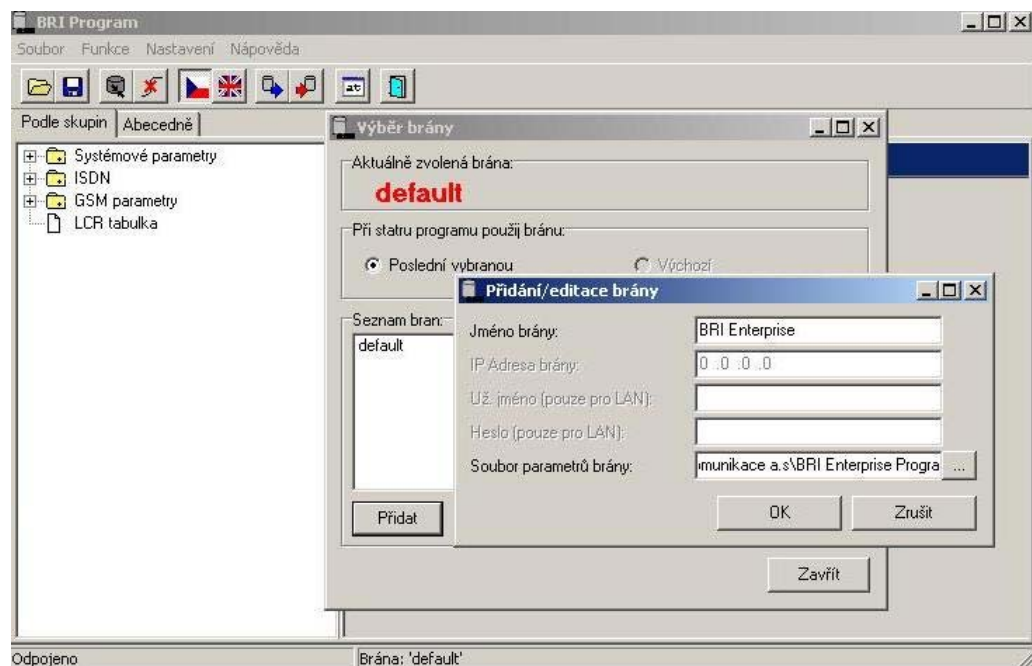 BRI Program
Soubor Funkce Nastavení Nápověda
Podle skupin Abecedně
Systémové parametry
ISDN
GSM parametry
LCR tabulka
Výběr brány
Aktuálně zvolená brána:
default
Při statru programu použij bránu:
Poslední vybranou Výchozí
Seznam bran:
default
Přidat
Zavřít
Přidání/editace brány
Jméno brány: BRI Enterprise
IP Adresa brány: 0 .0 .0 .0
Už. jméno (pouze pro LAN):
Heslo (pouze pro LAN):
Soubor parametrů brány: munikace a.s\BRI Enterprise Progra ...
OK Zrušit
Odpojeno Brána: 'default'